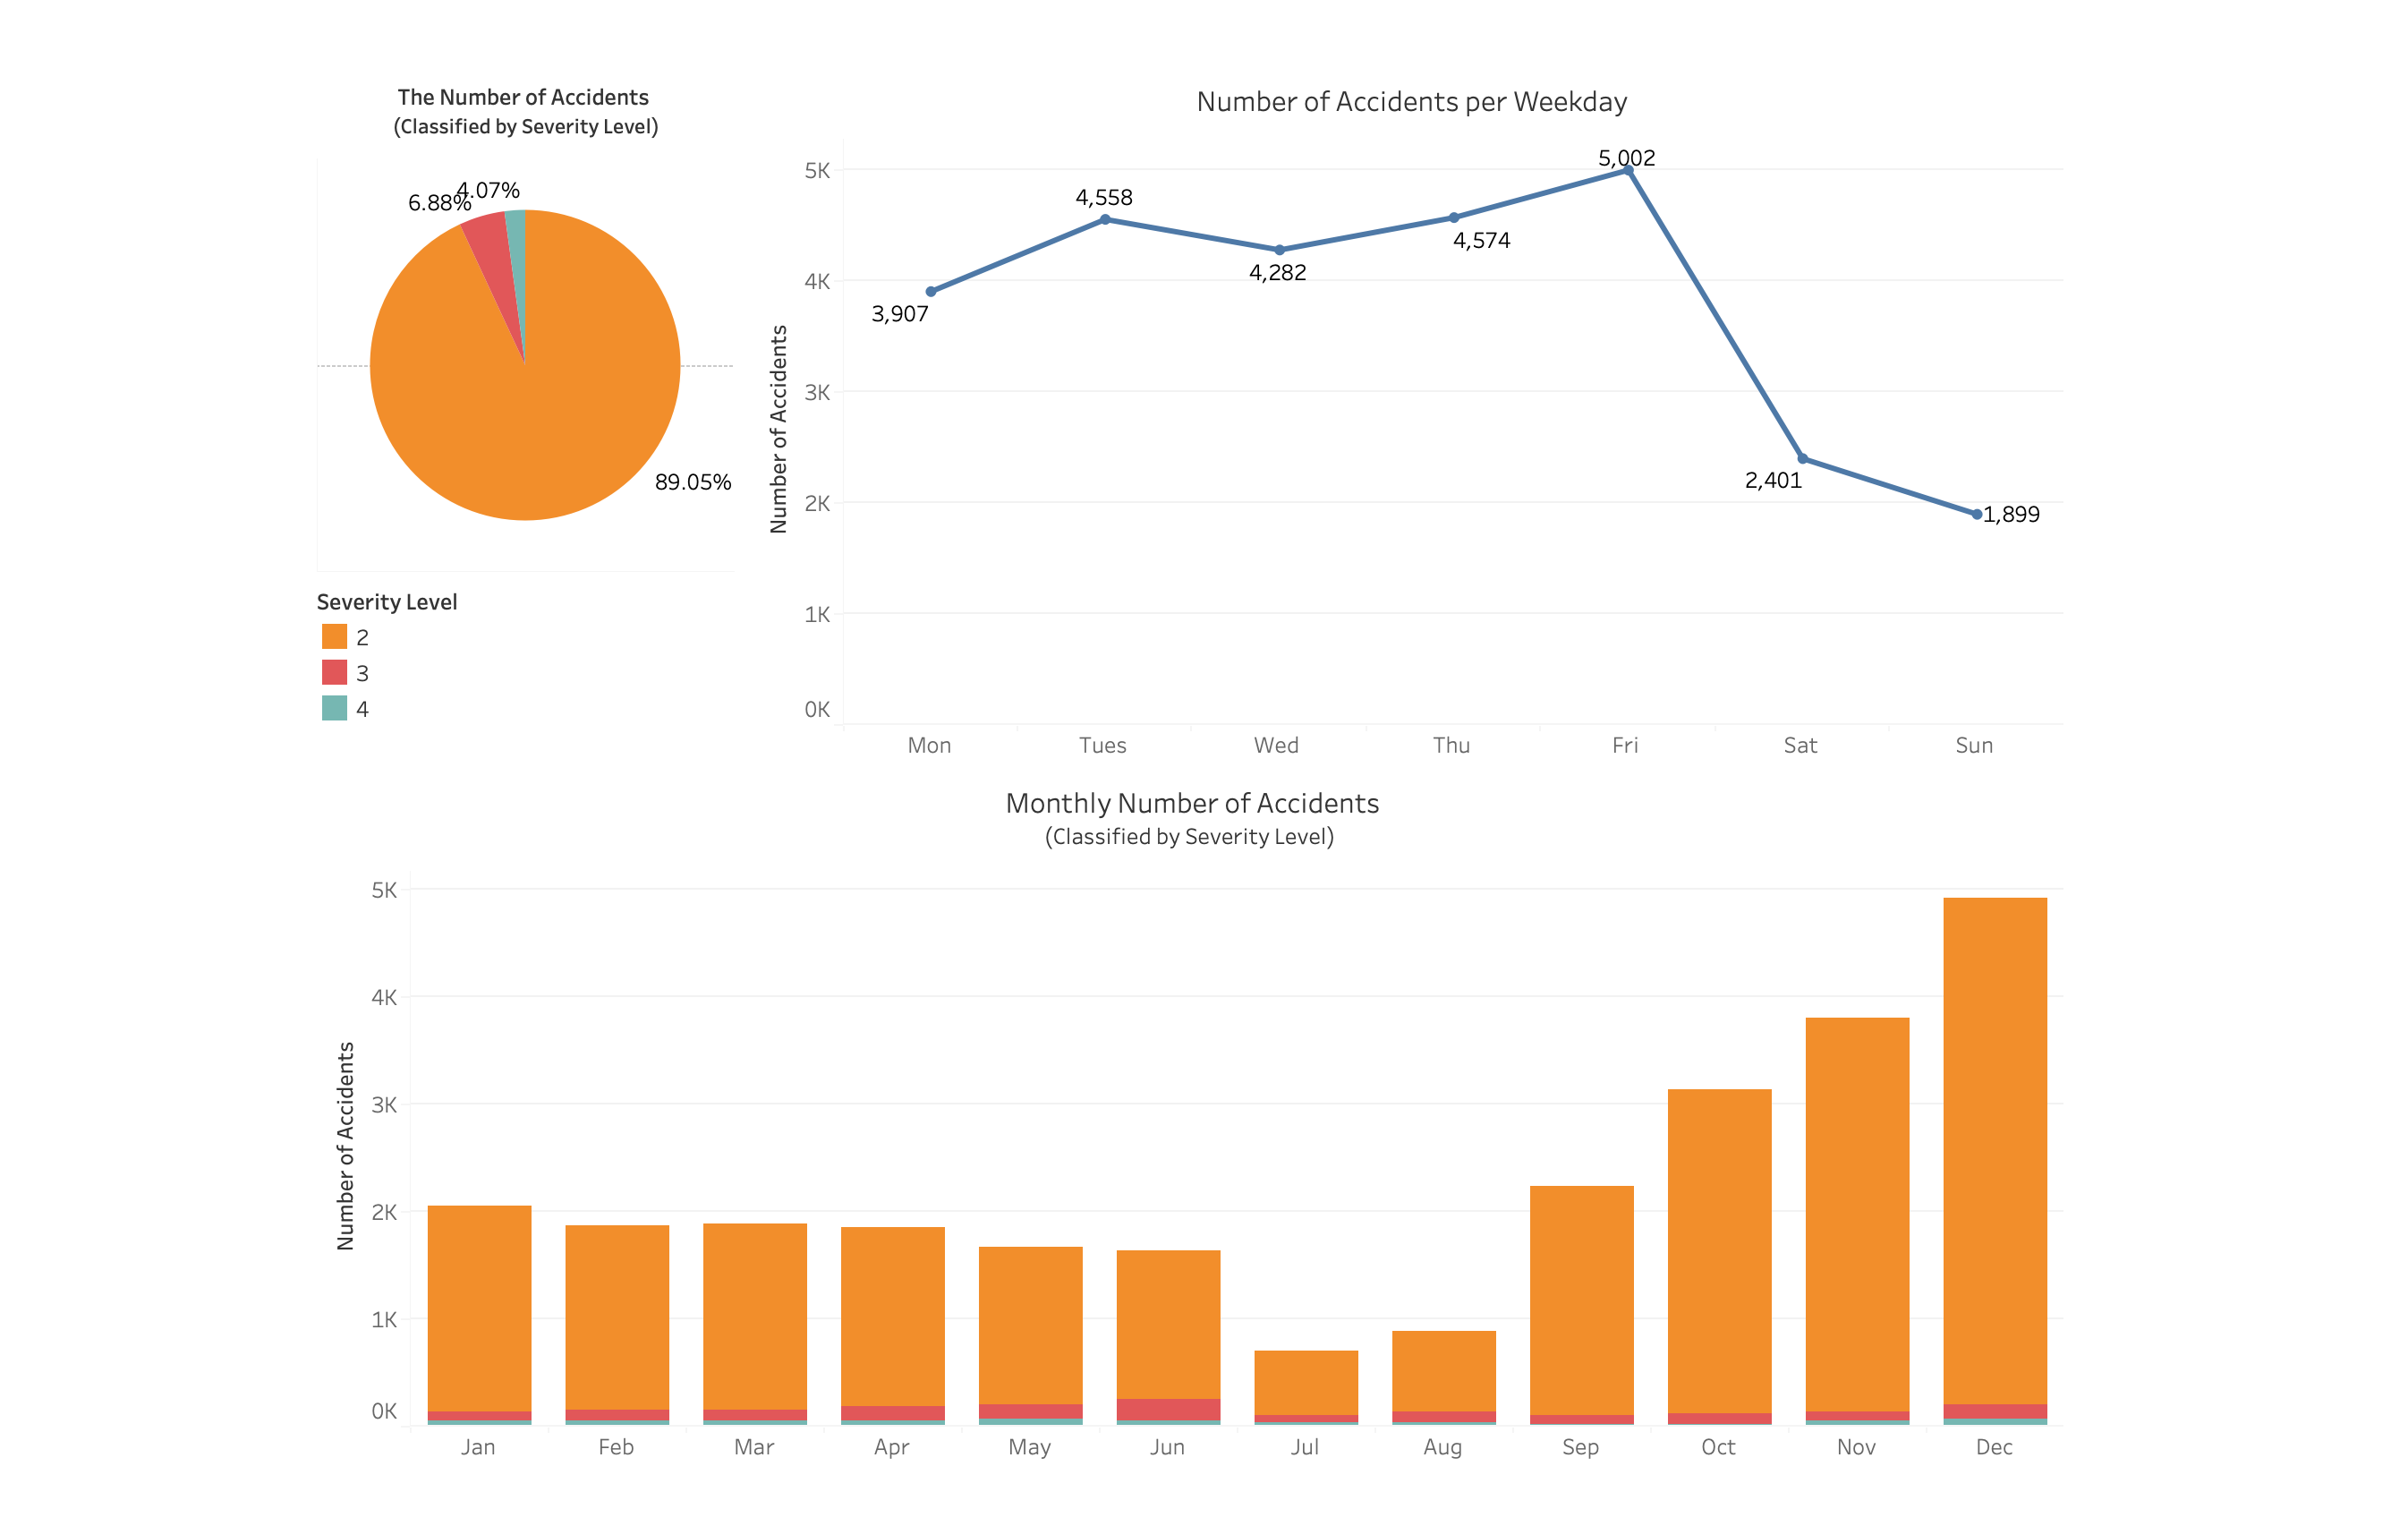 The Number of Accidents
(Classified by Severity Level)
4.07%
6.88%
89.05%
Severity Level
2
3
4
Number of Accidents per Weekday
Number of Accidents
5K
4K
3K
2K
1K
0K
3,907
4,558
4,282
4,574
5,002
2,401
1,899
Mon Tues Wed Thu Fri Sat Sun
Monthly Number of Accidents
(Classified by Severity Level)
Number of Accidents
5K
4K
3K
2K
1K
0K
Jan Feb Mar Apr May Jun Jul Aug Sep Oct Nov Dec